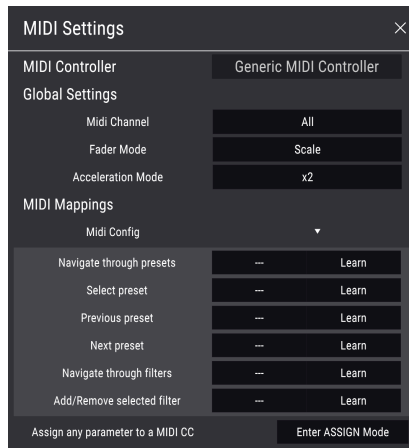 MIDI Settings
MIDI Controller Generic MIDI Controller
Global Settings
Midi Channel All
Fader Mode Scale
Acceleration Mode x2
MIDI Mappings
Midi Config
Navigate through presets --- Learn
Select preset --- Learn
Previous preset --- Learn
Next preset --- Learn
Navigate through filters --- Learn
Add/Remove selected filter --- Learn
Assign any parameter to a MIDI CC Enter ASSIGN Mode